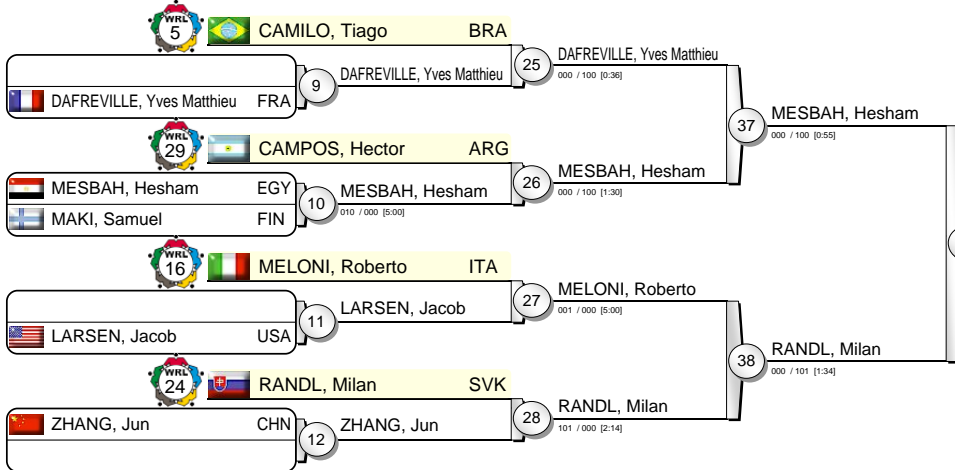 WRL
5
CAMILO, Tiago BRA
DAFREVILLE, Yves Matthieu FRA
9
DAFREVILLE, Yves Matthieu
25
DAFREVILLE, Yves Matthieu
000 / 100 [0:36]
WRL
29
CAMPOS, Hector ARG
MESBAH, Hesham EGY
MAKI, Samuel FIN
10
MESBAH, Hesham
010 / 000 [5:00]
26
MESBAH, Hesham
000 / 100 [1:30]
37
MESBAH, Hesham
000 / 100 [0:55]
WRL
16
MELONI, Roberto ITA
LARSEN, Jacob USA
11
LARSEN, Jacob
27
MELONI, Roberto
001 / 000 [5:00]
WRL
24
RANDL, Milan SVK
ZHANG, Jun CHN
12
ZHANG, Jun
28
RANDL, Milan
101 / 000 [2:14]
38
RANDL, Milan
000 / 101 [1:34]